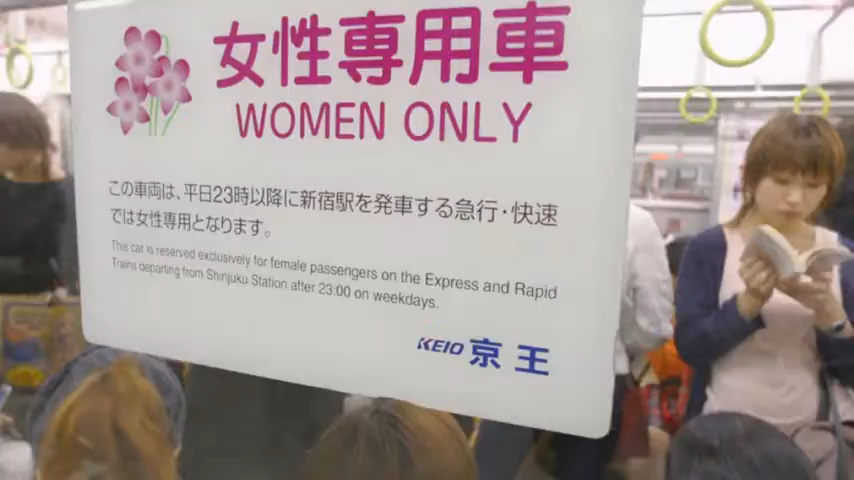 女性専用車
WOMEN ONLY
この車両は、平日23時以降に新宿駅を発車する急行・快速
では女性専用となります。
This car is reserved exclusively for female passengers on the Express and Rapid
Trains departing from Shinjuku Station after 23:00 on weekdays.
KEIO 京王